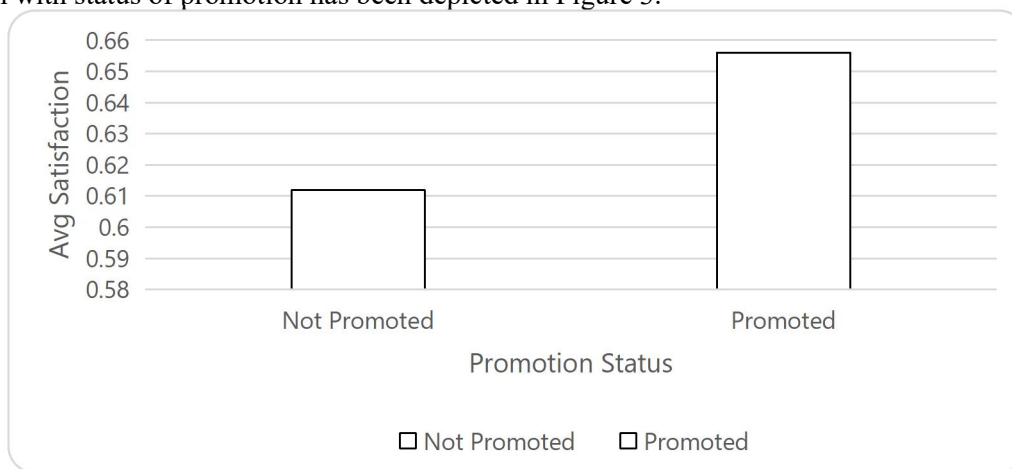 with status of promotion has been depicted in Figure 3.
0.66
0.65
0.64
0.63
0.62
0.61
0.6
0.59
0.58
Avg Satisfaction
Not Promoted Promoted
Promotion Status
Not Promoted Promoted